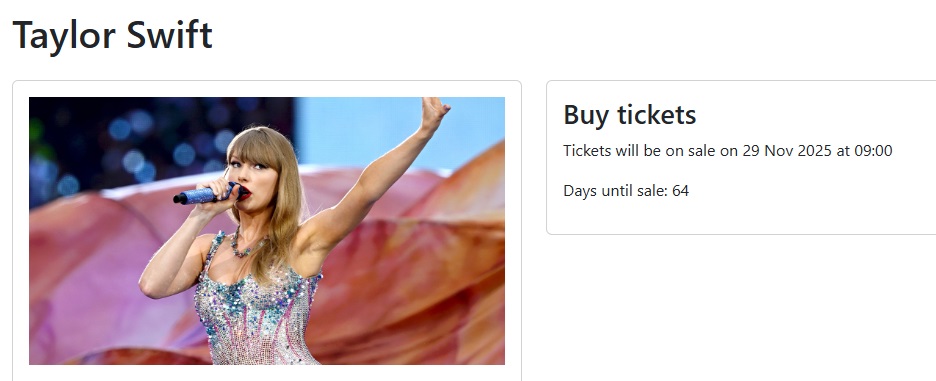 Taylor Swift
Buy tickets
Tickets will be on sale on 29 Nov 2025 at 09:00
Days until sale: 64